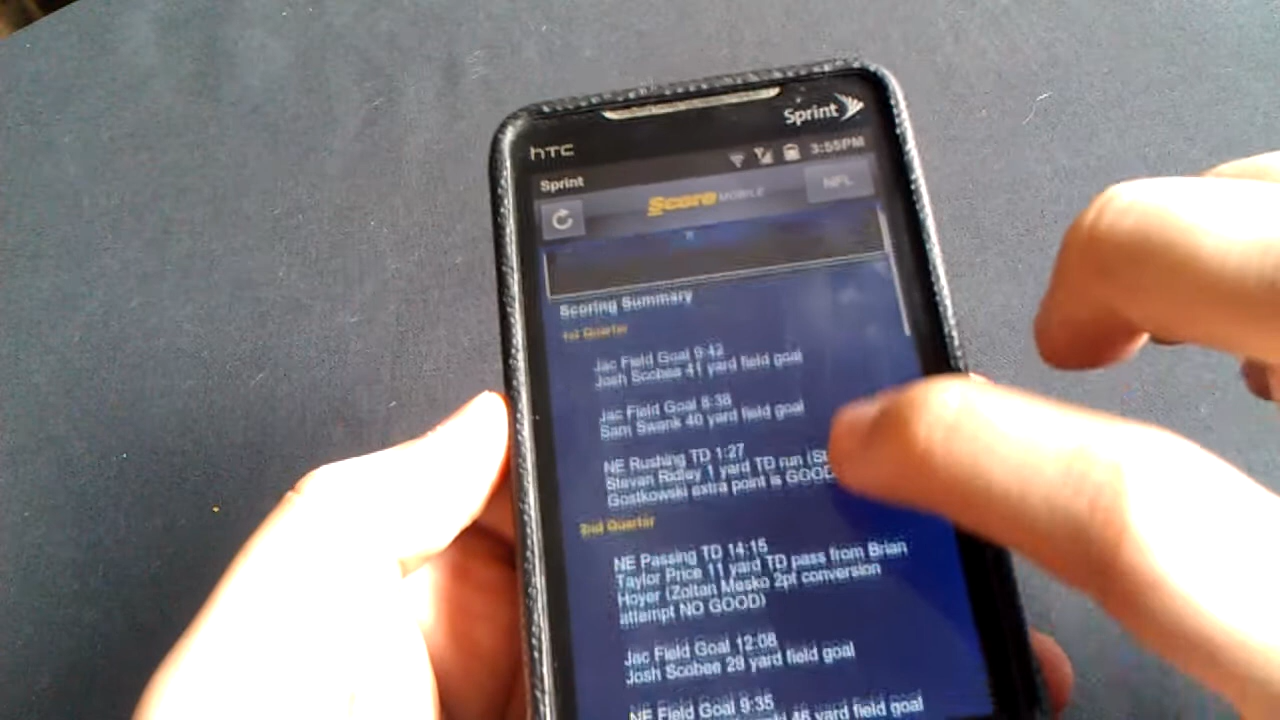 Sprint
hTC
3:55PM
Sprint
Score MOBILE
NFL
Scoring Summary
1st Quarter
Jac Field Goal 9:42
Josh Scobee 41 yard field goal
Jac Field Goal 8:38
Sam Swank 40 yard field goal
NE Rushing TD 1:27
Stevan Ridley 1 yard TD run
Gostkowski extra point is GOOD
2nd Quarter
NE Passing TD 14:15
Taylor Price 11 yard TD pass from Brian
Hoyer (Zoltan Mesko 2pt conversion
attempt NO GOOD)
Jac Field Goal 12:08
Josh Scobee 29 yard field goal
NE Field Goal 9:35
46 yard field goal